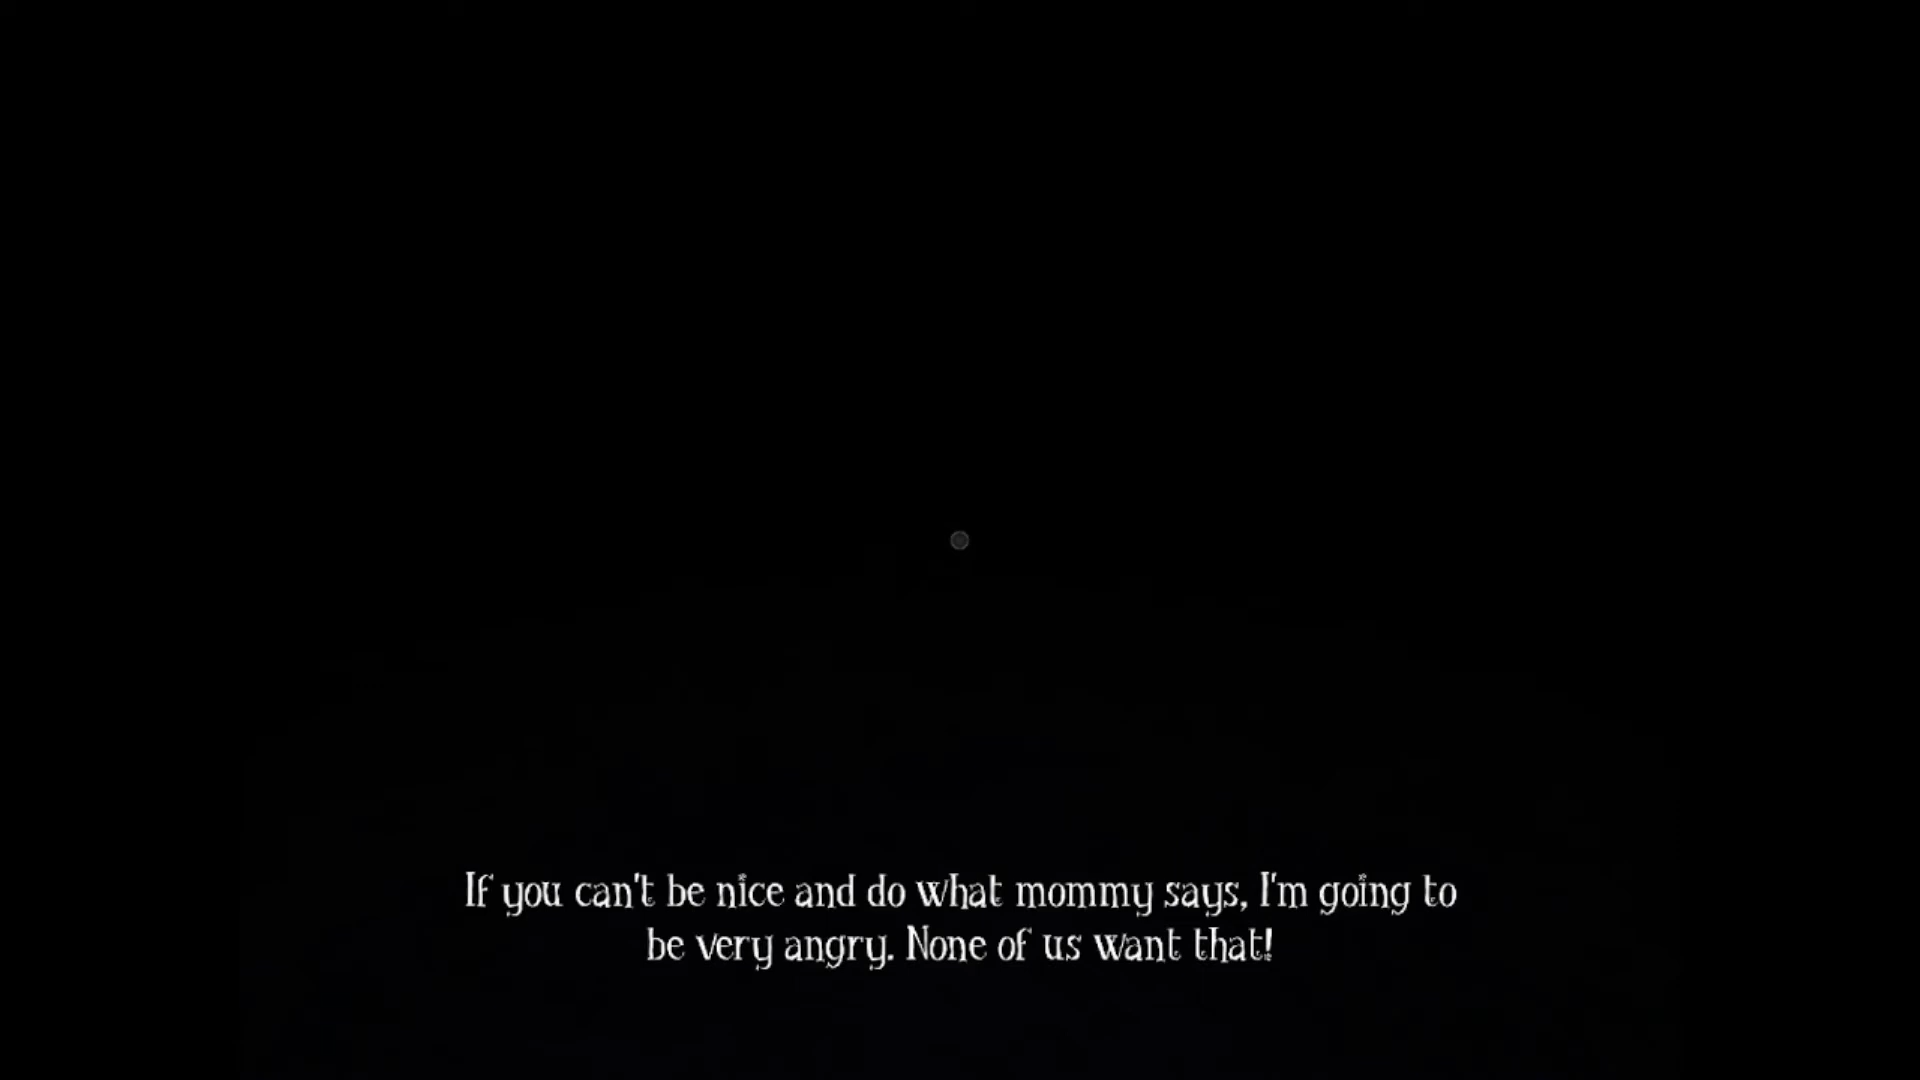 If you can't be nice and do what mommy says, I'm going to
be very angry. None of us want that!